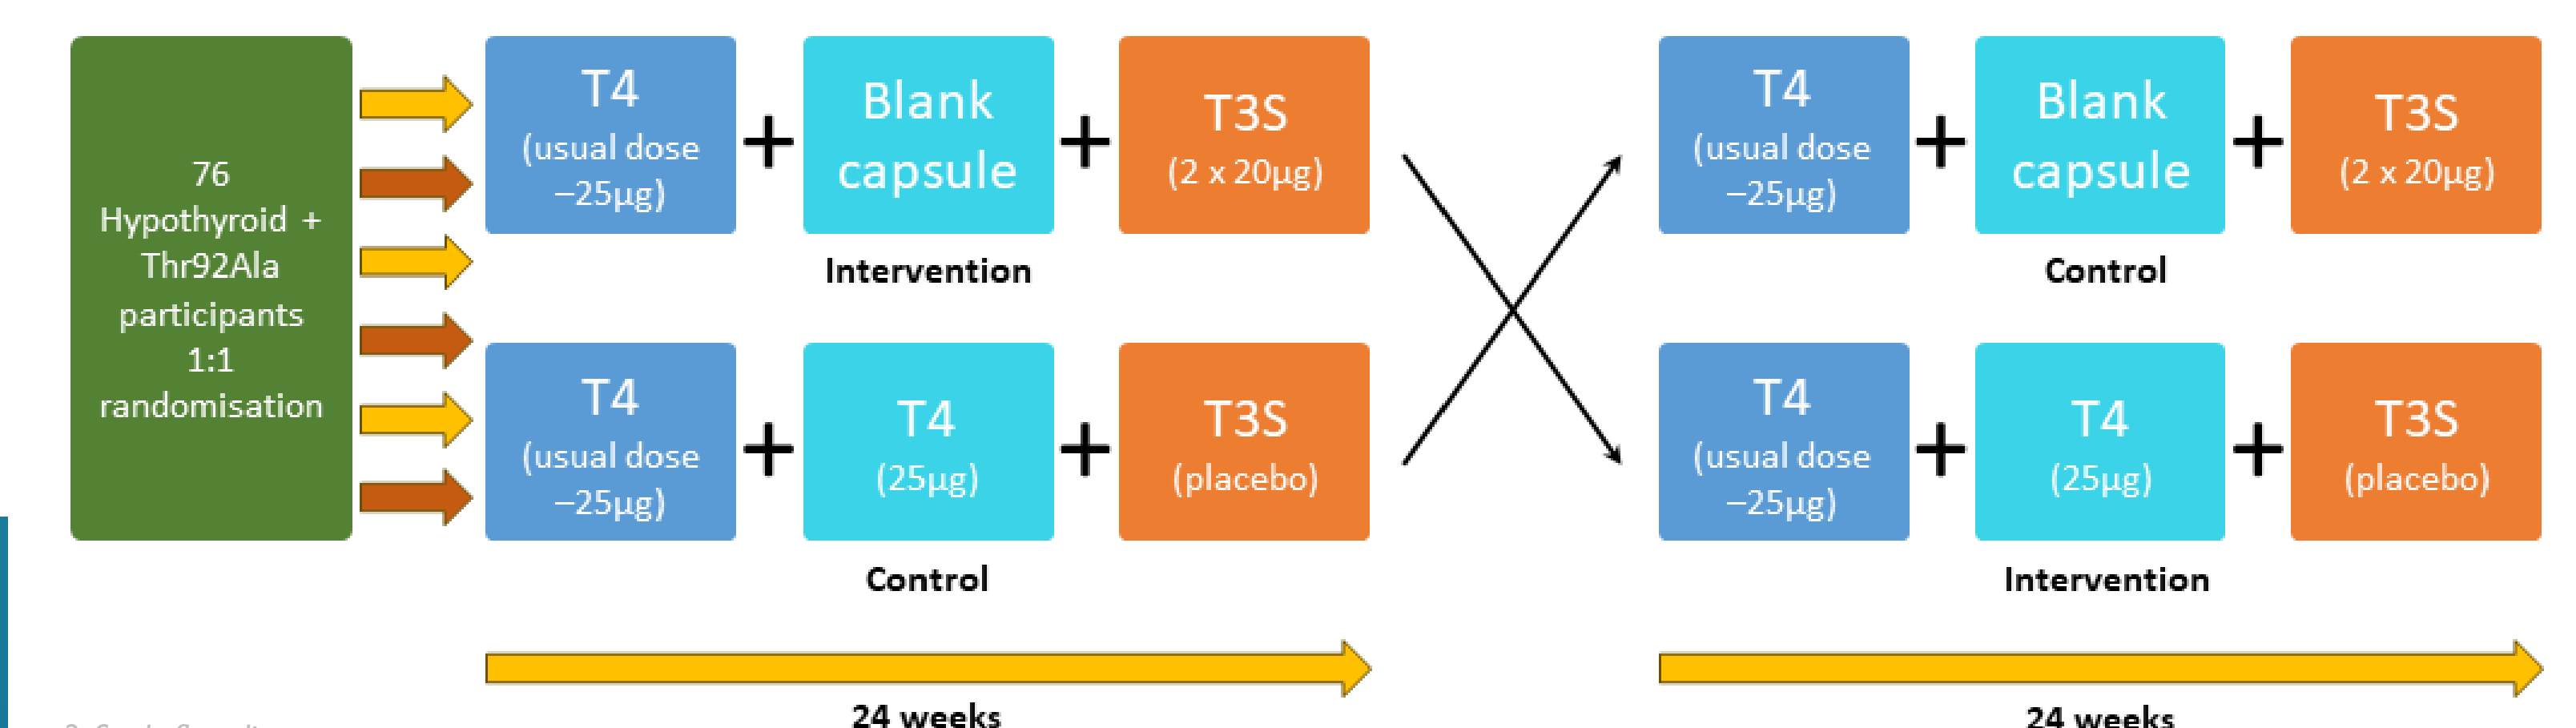 76
Hypothyroid +
Thr92Ala
participants
1:1
randomisation
T4
(usual dose
–25µg)
+
Blank
capsule
+
T3S
(2 x 20µg)
Intervention
T4
(usual dose
–25µg)
+
T4
(25µg)
+
T3S
(placebo)
Control
24 weeks
T4
(usual dose
–25µg)
+
Blank
capsule
+
T3S
(2 x 20µg)
Control
T4
(usual dose
–25µg)
+
T4
(25µg)
+
T3S
(placebo)
Intervention
24 weeks